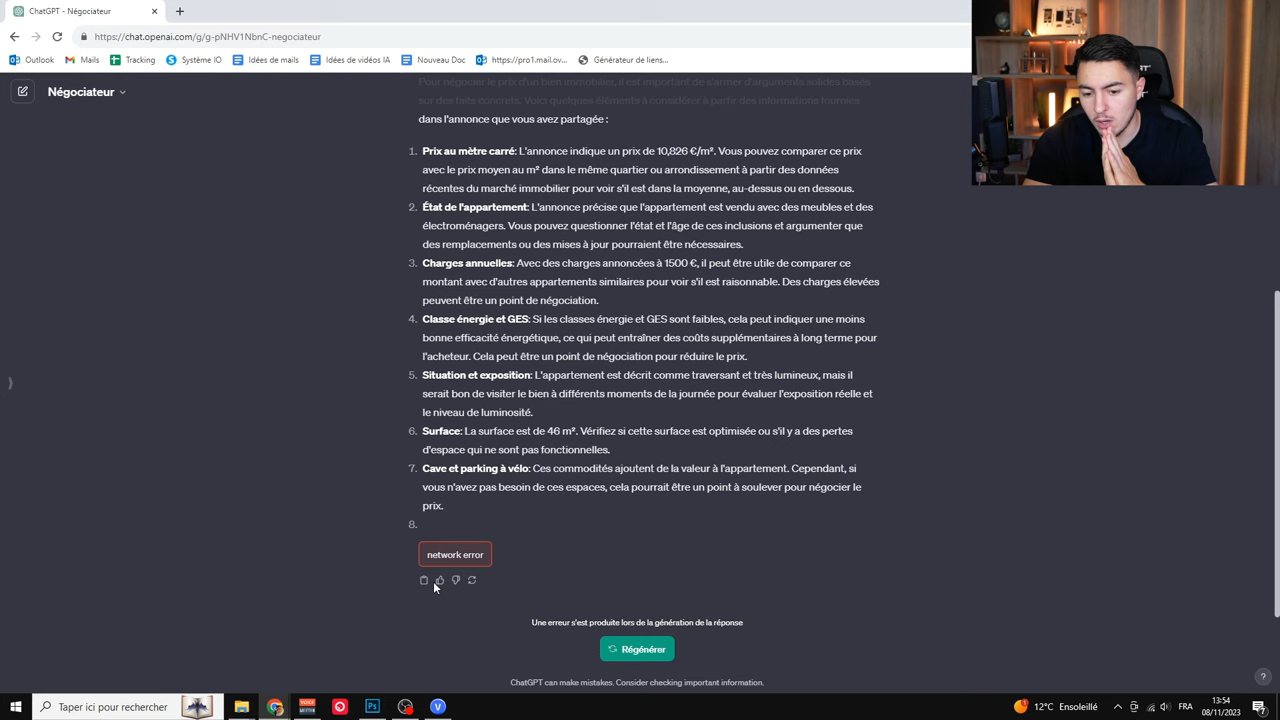 ChatGPT - Négociateur
https://chat.openai.com/g/g-pNHV1NbnC-negociateur
Outlook Mails Tracking Système IO Idées de mails Idées de vidéos IA Nouveau Doc https://pro1.mail.ov... Générateur de liens...
Négociateur
Pour négocier le prix d'un bien immobilier, il est important de s'armer d'arguments solides basés
sur des faits concrets. Voici quelques éléments à considérer à partir des informations fournies
dans l'annonce que vous avez partagée :
1. Prix au mètre carré: L'annonce indique un prix de 10,826 €/m². Vous pouvez comparer ce prix
avec le prix moyen au m² dans le même quartier ou arrondissement à partir des données
récentes du marché immobilier pour voir s'il est dans la moyenne, au-dessus ou en dessous.
2. État de l'appartement: L'annonce précise que l'appartement est vendu avec des meubles et des
électroménagers. Vous pouvez questionner l'état et l'âge de ces inclusions et argumenter que
des remplacements ou des mises à jour pourraient être nécessaires.
3. Charges annuelles: Avec des charges annoncées à 1500 €, il peut être utile de comparer ce
montant avec d'autres appartements similaires pour voir s'il est raisonnable. Des charges élevées
peuvent être un point de négociation.
4. Classe énergie et GES: Si les classes énergie et GES sont faibles, cela peut indiquer une moins
bonne efficacité énergétique, ce qui peut entraîner des coûts supplémentaires à long terme pour
l'acheteur. Cela peut être un point de négociation pour réduire le prix.
5. Situation et exposition: L'appartement est décrit comme traversant et très lumineux, mais il
serait bon de visiter le bien à différents moments de la journée pour évaluer l'exposition réelle et
le niveau de luminosité.
6. Surface: La surface est de 46 m². Vérifiez si cette surface est optimisée ou s'il y a des pertes
d'espace qui ne sont pas fonctionnelles.
7. Cave et parking à vélo: Ces commodités ajoutent de la valeur à l'appartement. Cependant, si
vous n'avez pas besoin de ces espaces, cela pourrait être un point à soulever pour négocier le
prix.
8.
network error
Une erreur s'est produite lors de la génération de la réponse
Régénérer
ChatGPT can make mistakes. Consider checking important information.
?
Taper ici pour rechercher
12°C Ensoleillé
FRA
13:54
08/11/2023